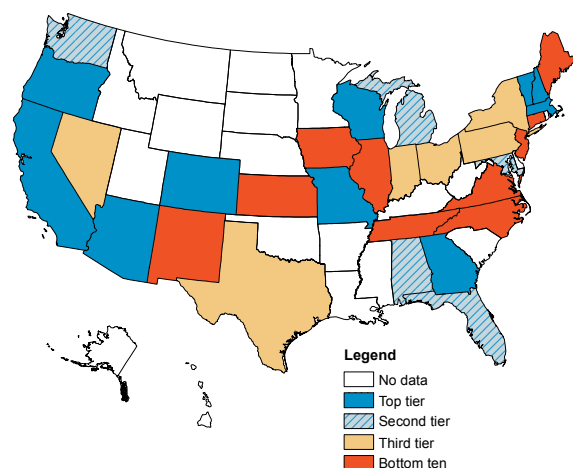 Legend
No data
Top tier
Second tier
Third tier
Bottom ten